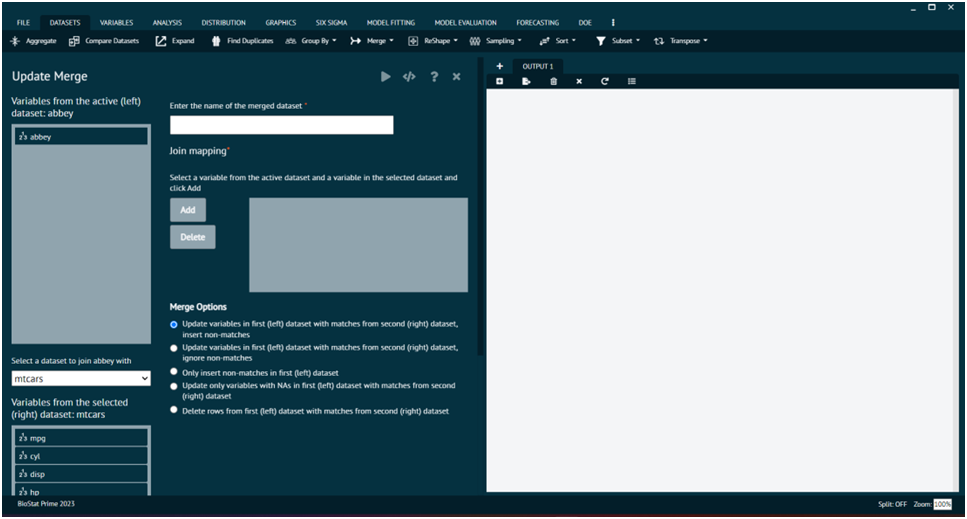 FILE DATASETS VARIABLES ANALYSIS DISTRIBUTION GRAPHICS SIX SIGMA MODEL FITTING MODEL EVALUATION FORECASTING DOE
Aggregate Compare Datasets Expand Find Duplicates Group By Merge ReShape Sampling Sort Subset Transpose
Update Merge
Variables from the active (left)
dataset: abbey
abbey
Select a dataset to join abbey with
mtcars
Variables from the selected
(right) dataset: mtcars
mpg
cyl
disp
hp
Enter the name of the merged dataset *
Join mapping*
Select a variable from the active dataset and a variable in the selected dataset and
click Add
Add
Delete
Merge Options
Update variables in first (left) dataset with matches from second (right) dataset,
insert non-matches
Update variables in first (left) dataset with matches from second (right) dataset,
ignore non-matches
Only insert non-matches in first (left) dataset
Update only variables with NAs in first (left) dataset with matches from second
(right) dataset
Delete rows from first (left) dataset with matches from second (right) dataset
OUTPUT 1
BioStat Prime 2023
Split: OFF Zoom: 100%